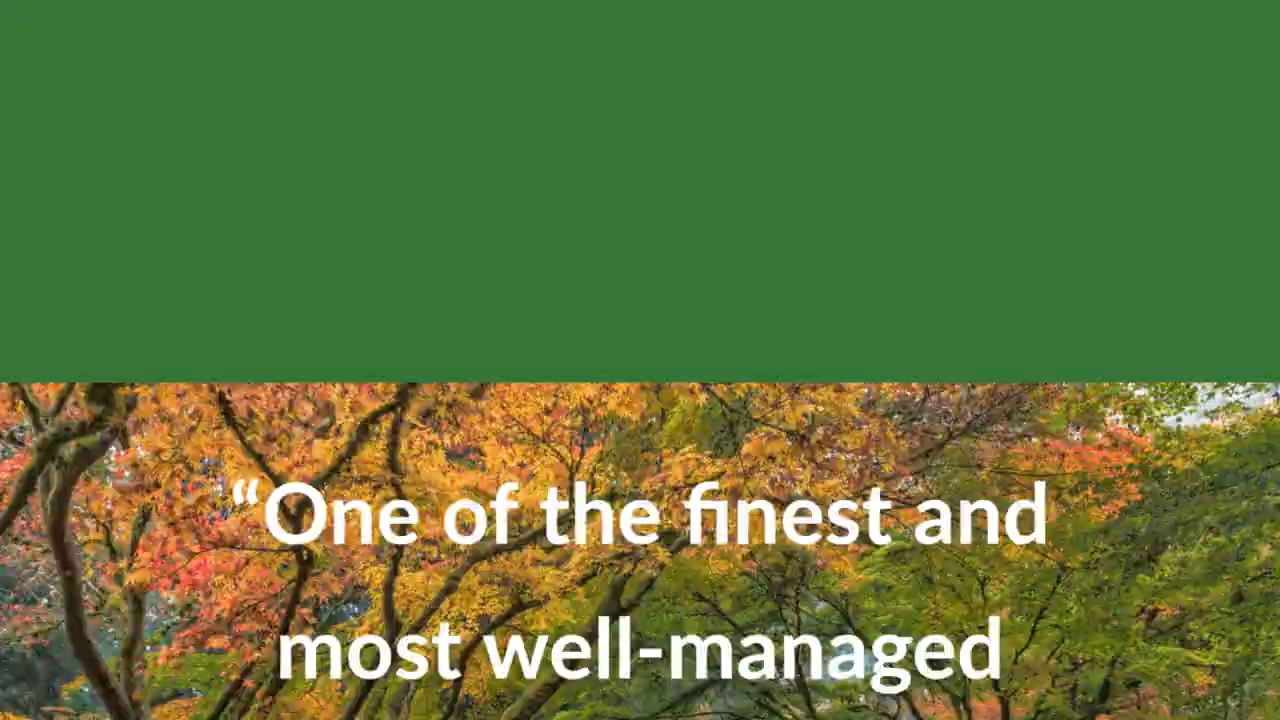 “One of the finest and
most well-managed